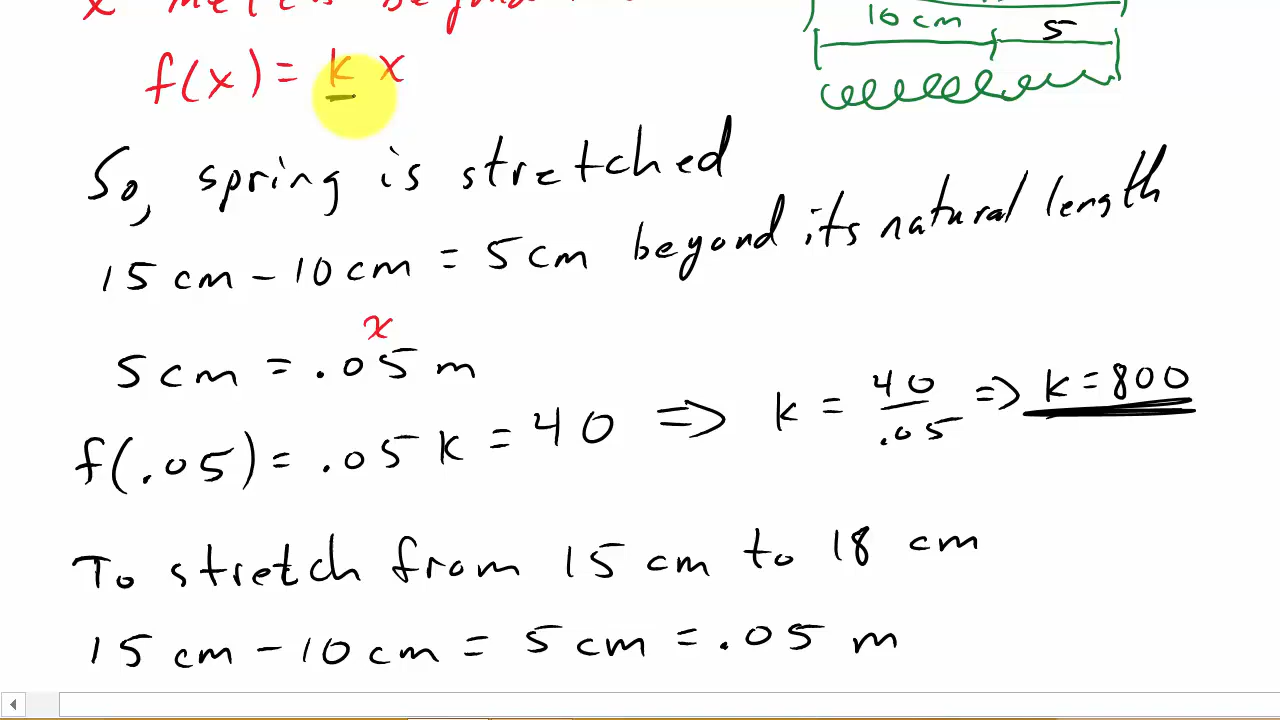 x meters beyond
10 cm 5
f(x) = k x
So, spring is stretched
15 cm - 10 cm = 5 cm beyond its natural length
x
5 cm = .05 m
f(.05) = .05 k = 40 => k = 40/.05 => k = 800
To stretch from 15 cm to 18 cm
15 cm - 10 cm = 5 cm = .05 m